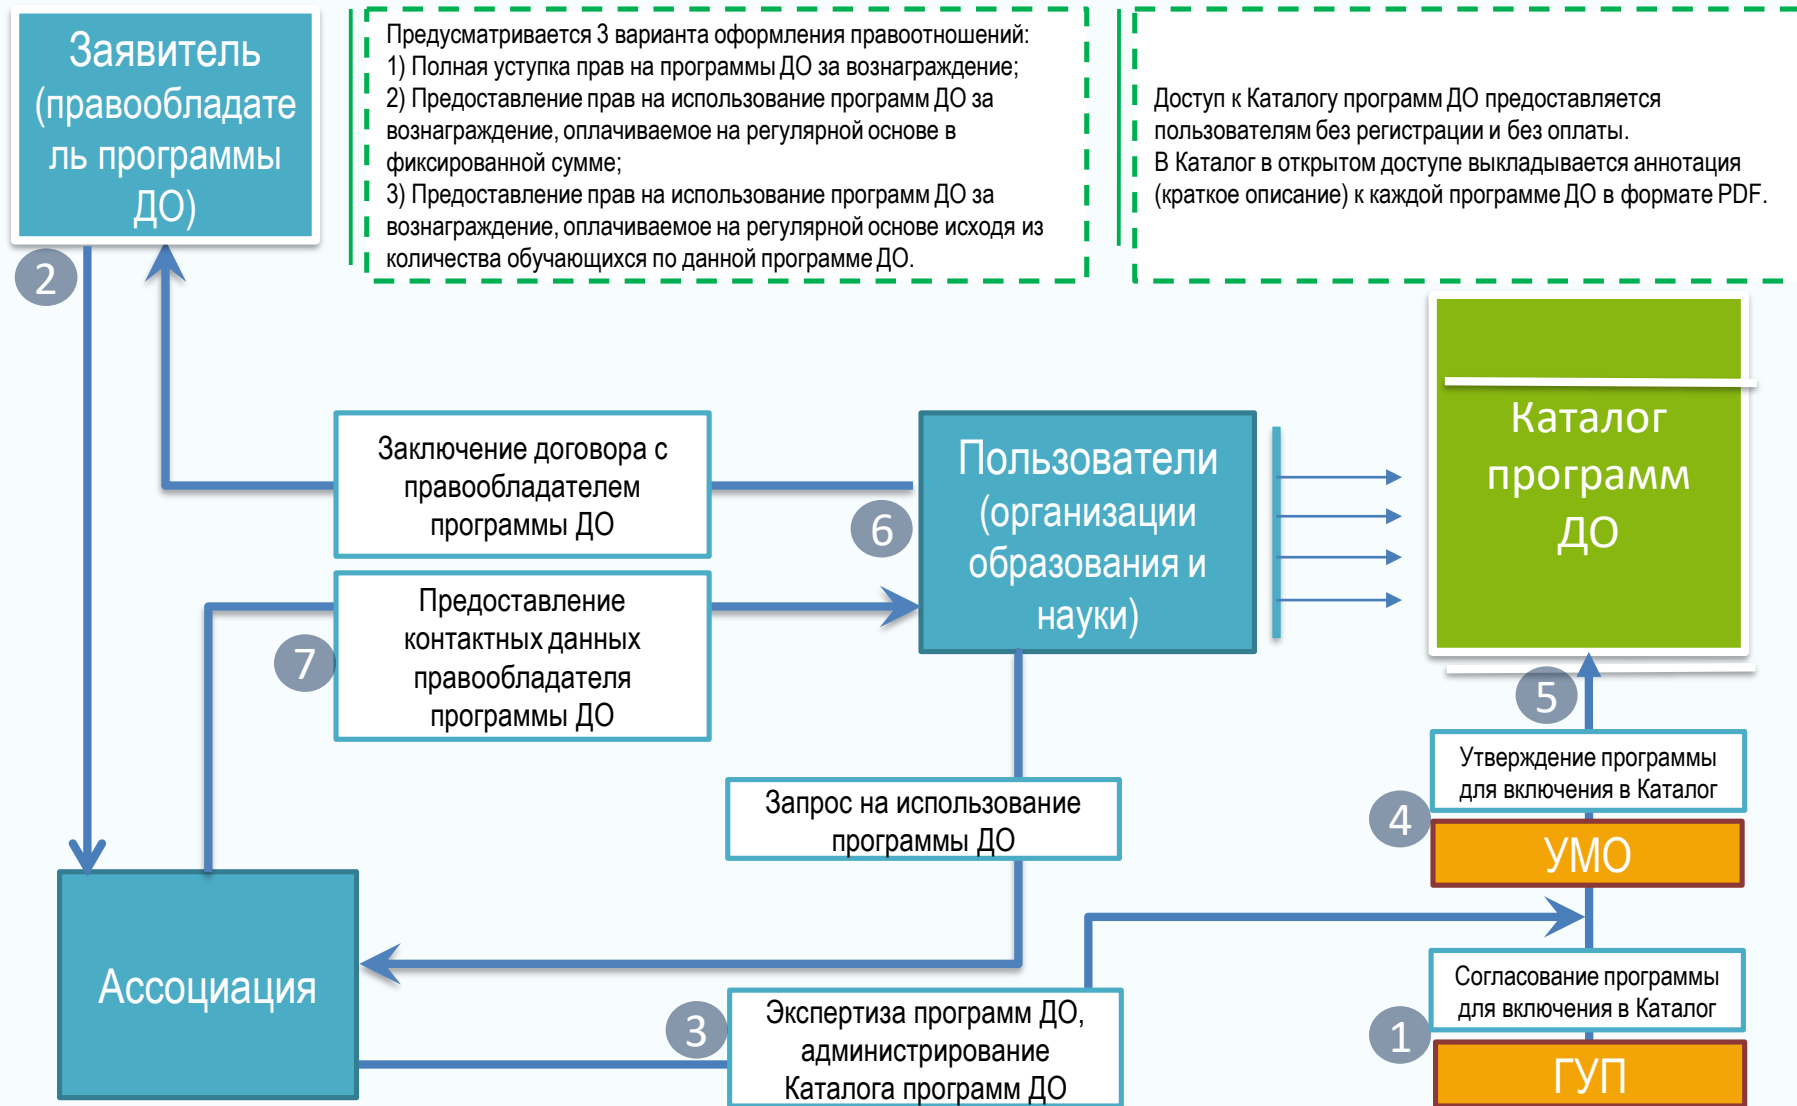 Заявитель
(правообладате
ль программы
ДО)
Предусматривается 3 варианта оформления правоотношений:
1) Полная уступка прав на программы ДО за вознаграждение;
2) Предоставление прав на использование программ ДО за
вознаграждение, оплачиваемое на регулярной основе в
фиксированной сумме;
3) Предоставление прав на использование программ ДО за
вознаграждение, оплачиваемое на регулярной основе исходя из
количества обучающихся по данной программе ДО.
Доступ к Каталогу программ ДО предоставляется
пользователям без регистрации и без оплаты.
В Каталог в открытом доступе выкладывается аннотация
(краткое описание) к каждой программе ДО в формате PDF.
2
Заключение договора с
правообладателем
программы ДО
6
Пользователи
(организации
образования и
науки)
Каталог
программ
ДО
7
Предоставление
контактных данных
правообладателя
программы ДО
5
Запрос на использование
программы ДО
Утверждение программы
для включения в Каталог
4
УМО
Ассоциация
3
Экспертиза программ ДО,
администрирование
Каталога программ ДО
Согласование программы
для включения в Каталог
1
ГУП